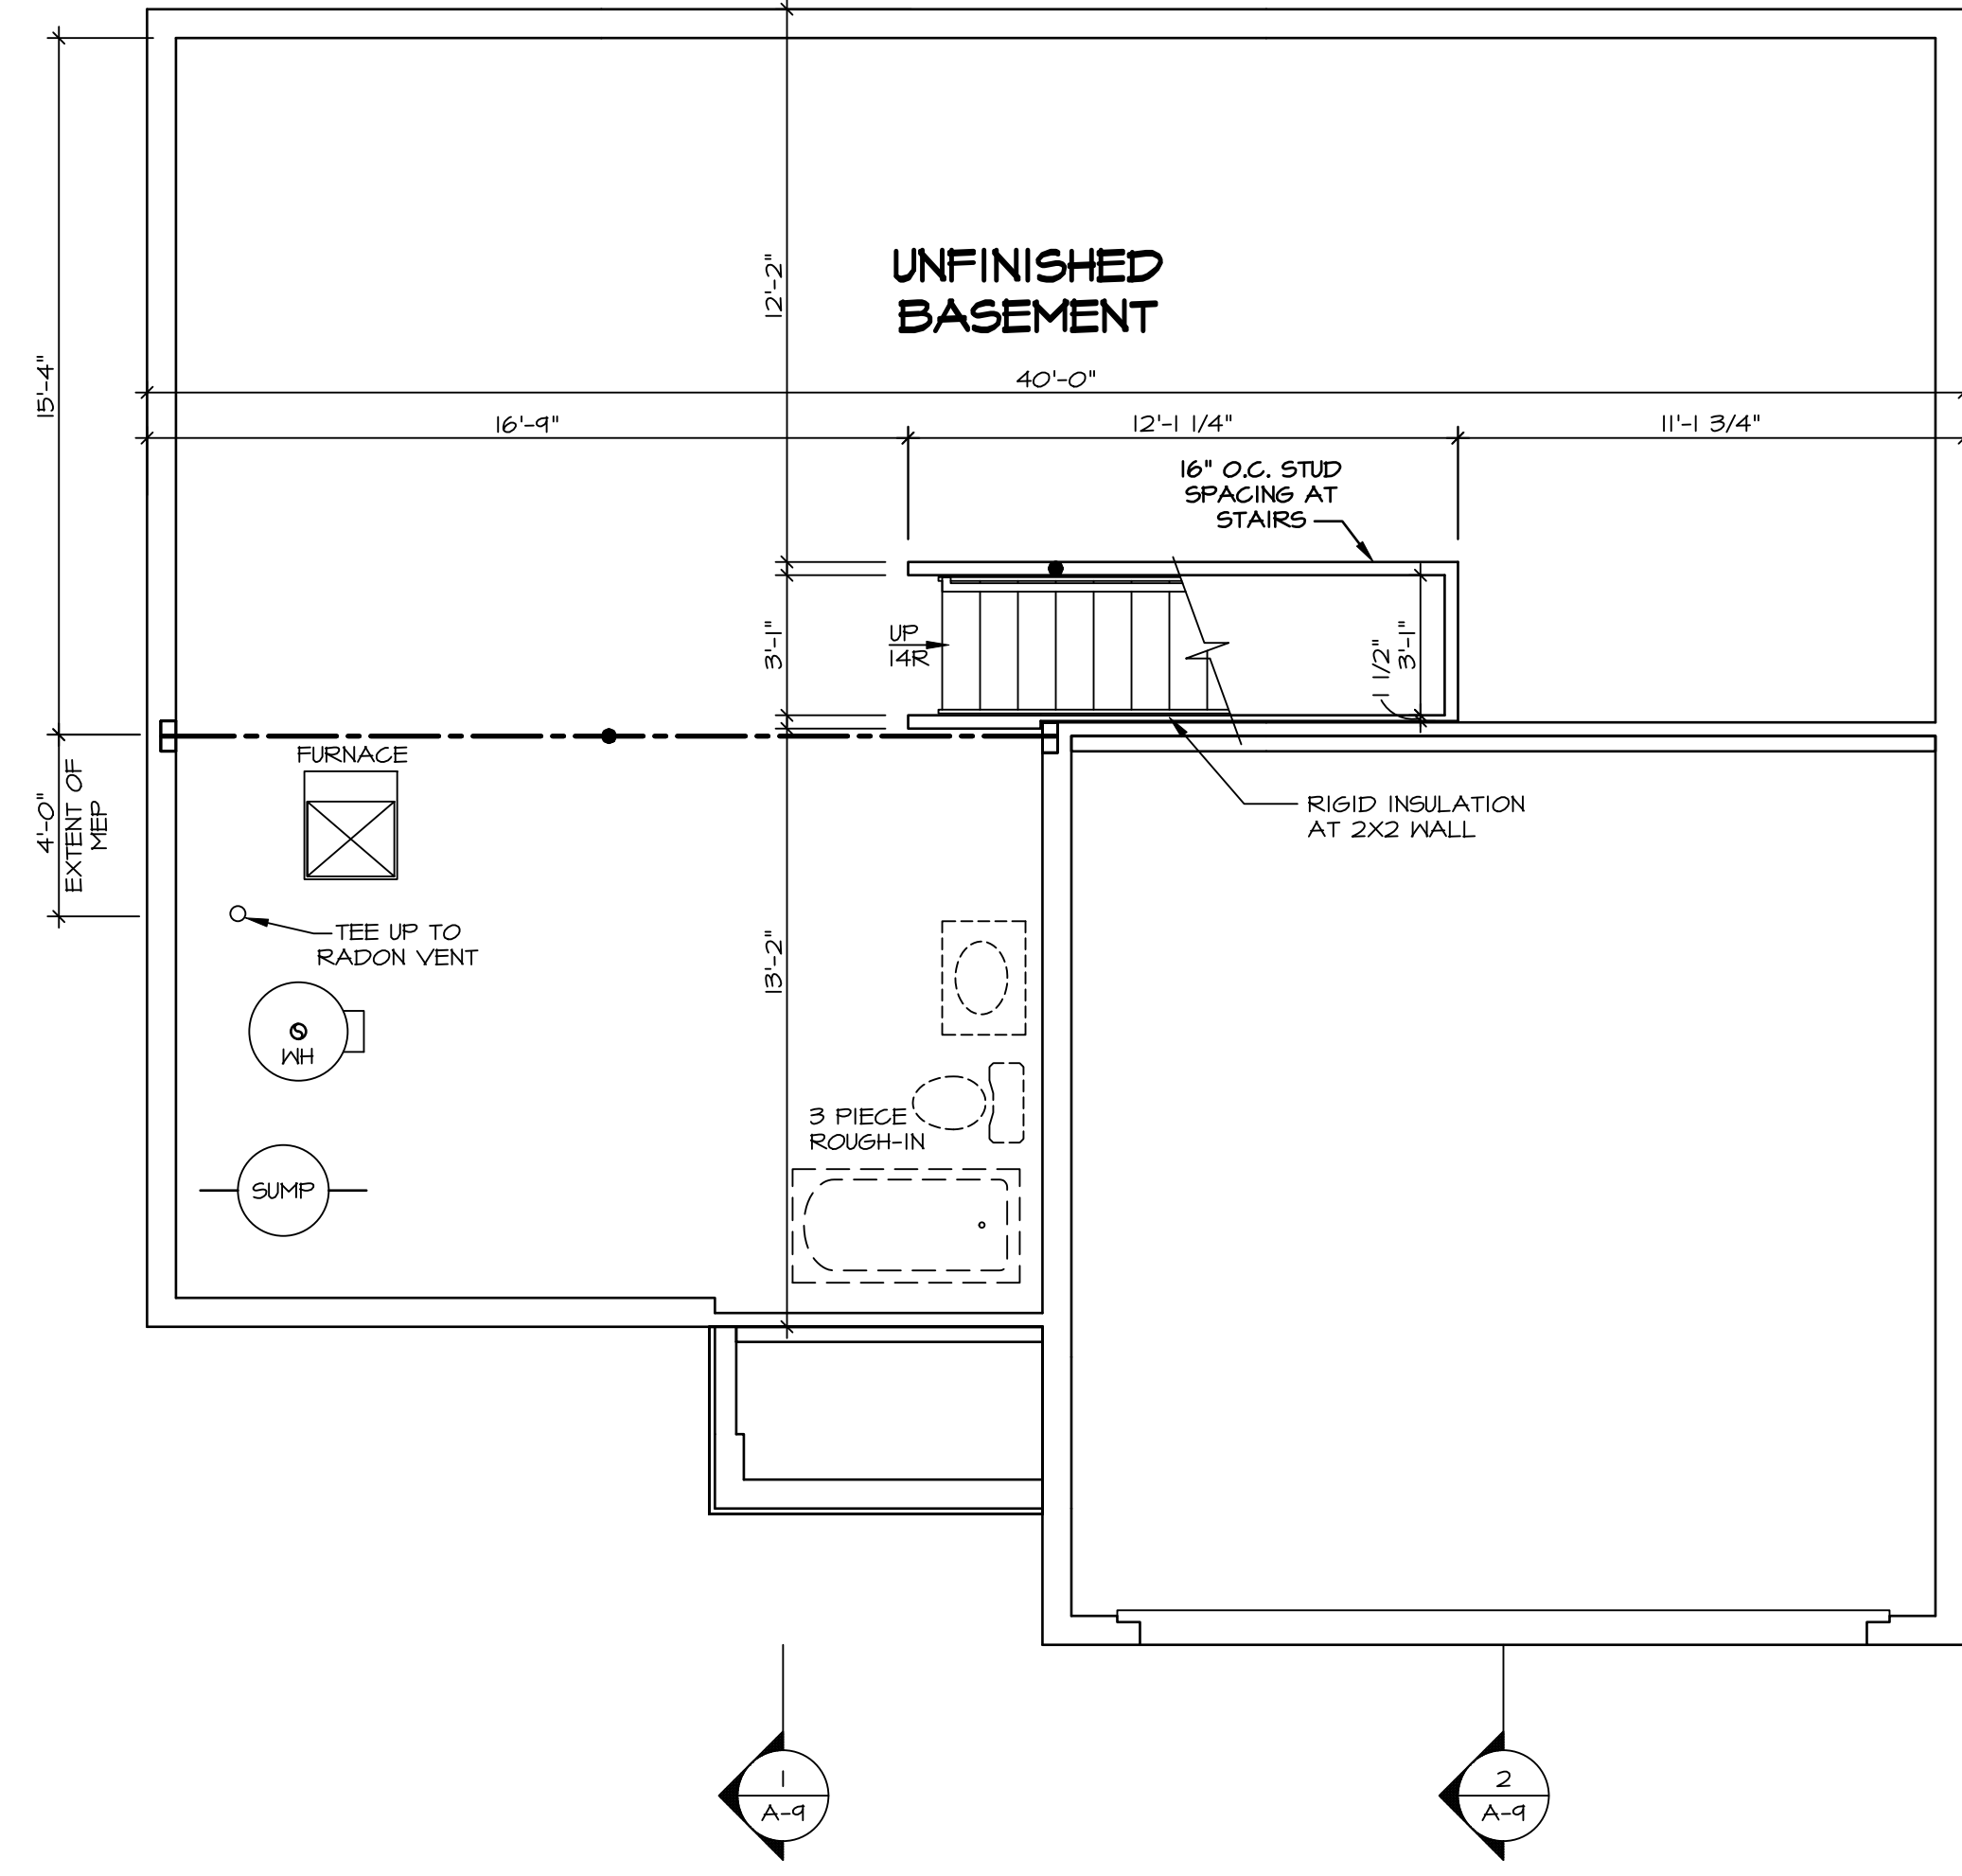 12'-2"
UNFINISHED
BASEMENT
15'-4"
40'-0"
16'-9"
12'-1 1/4"
11'-1 3/4"
16" O.C. STUD
SPACING AT
STAIRS
3'-1"
UP
14R
1 1/2"
3'-1"
FURNACE
4'-0"
EXTENT OF
MEP
RIGID INSULATION
AT 2X2 WALL
TEE UP TO
RADON VENT
13'-2"
WH
3 PIECE
ROUGH-IN
SUMP
1
A-9
2
A-9